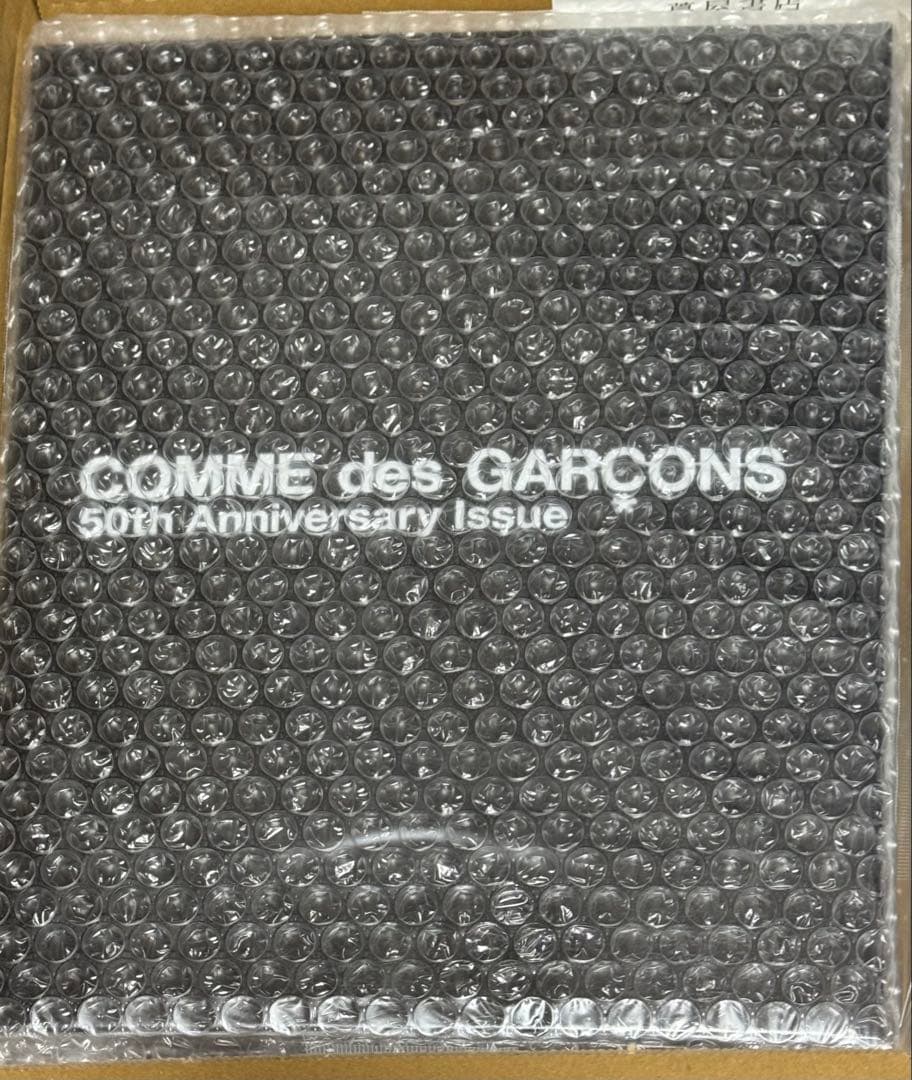 COMME des GARÇONS
50th Anniversary Issue